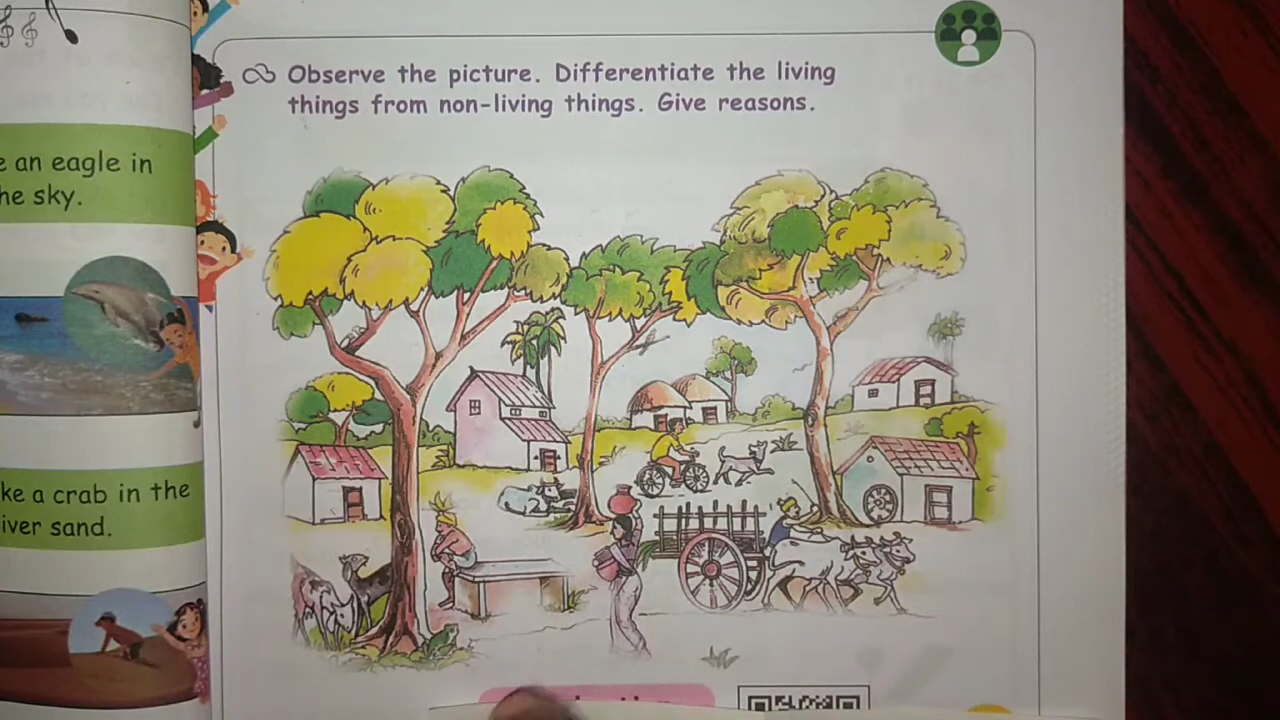 e an eagle in
he sky.
ke a crab in the
iver sand.
Observe the picture. Differentiate the living
things from non-living things. Give reasons.